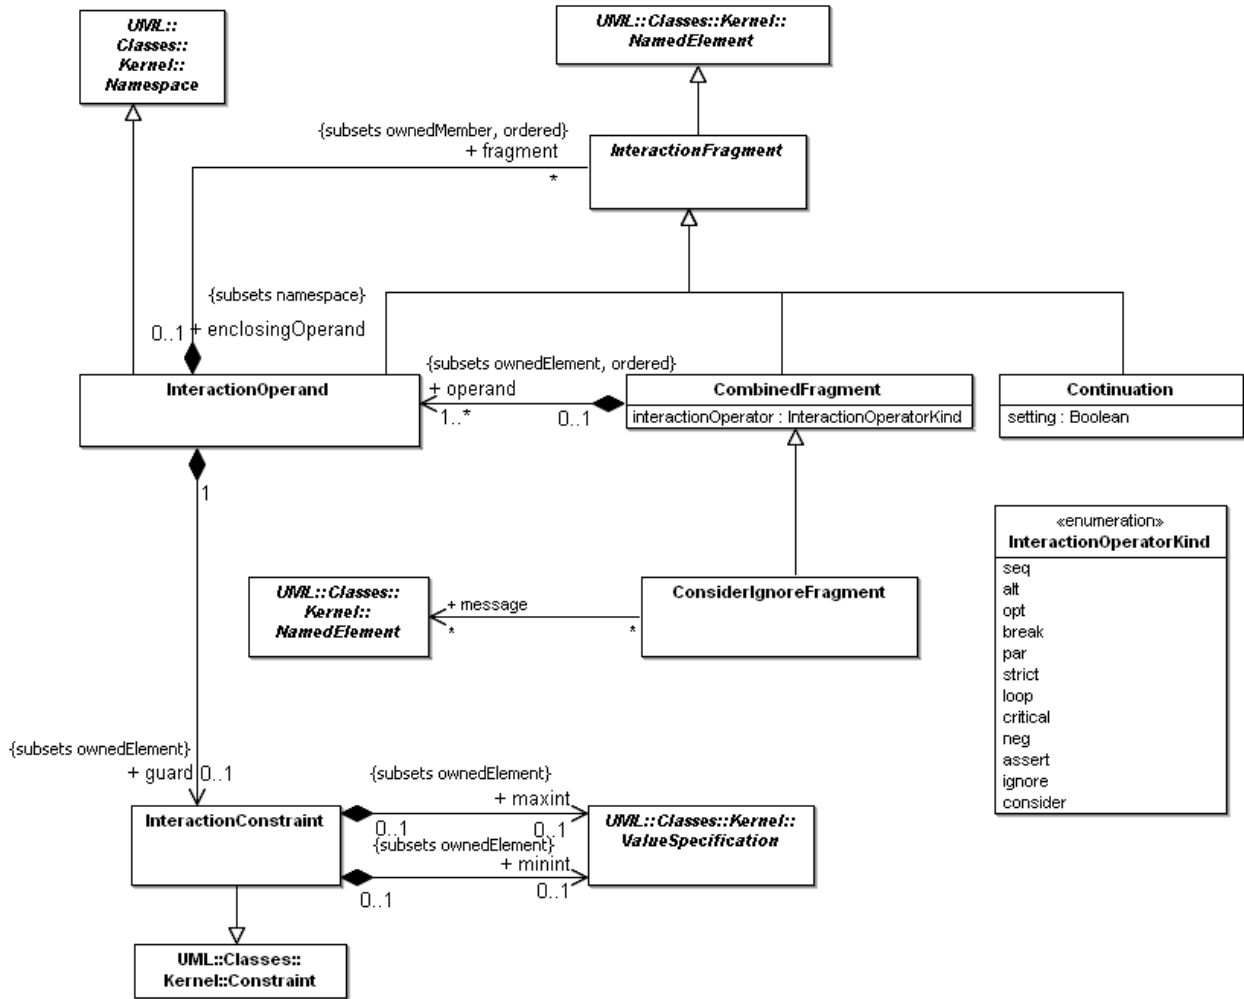 UML::
Classes::
Kernel::
Namespace
UML::Classes::Kernel::
NamedElement
{subsets ownedMember, ordered}
+ fragment
*
InteractionFragment
{subsets namespace}
0..1
+ enclosingOperand
InteractionOperand
{subsets ownedElement, ordered}
+ operand
1..*
0..1
CombinedFragment
interactionOperator : InteractionOperatorKind
Continuation
setting : Boolean
1
«enumeration»
InteractionOperatorKind
seq
alt
opt
break
par
strict
loop
critical
neg
assert
ignore
consider
UML::Classes::
Kernel::
NamedElement
+ message
*
*
ConsiderIgnoreFragment
{subsets ownedElement}
+ guard
0..1
InteractionConstraint
{subsets ownedElement}
+ maxint
0..1
0..1
{subsets ownedElement}
+ minint
0..1
0..1
UML::Classes::Kernel::
ValueSpecification
UML::Classes::
Kernel::Constraint